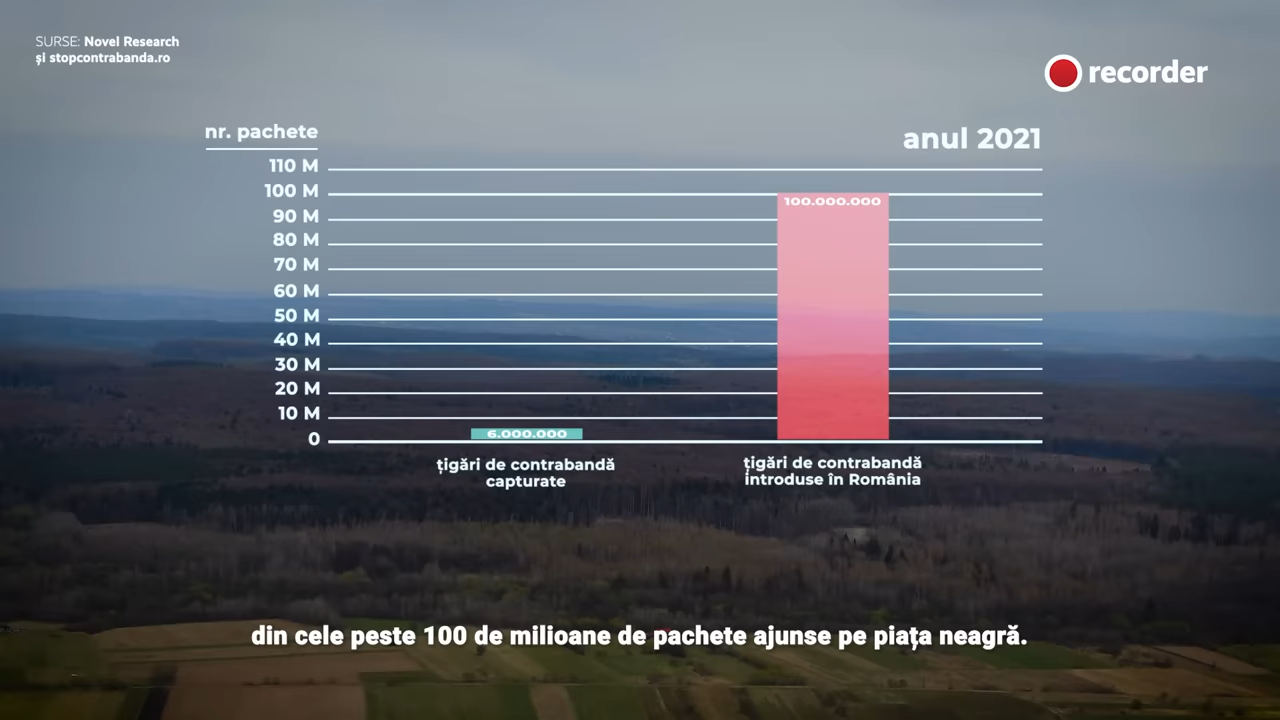 SURSE: Novel Research
și stopcontrabanda.ro
recorder
nr. pachete
anul 2021
110 M
100 M
90 M
80 M
70 M
60 M
50 M
40 M
30 M
20 M
10 M
0
100.000.000
6.000.000
țigări de contrabandă
capturate
țigări de contrabandă
introduse în România
din cele peste 100 de milioane de pachete ajunse pe piața neagră.